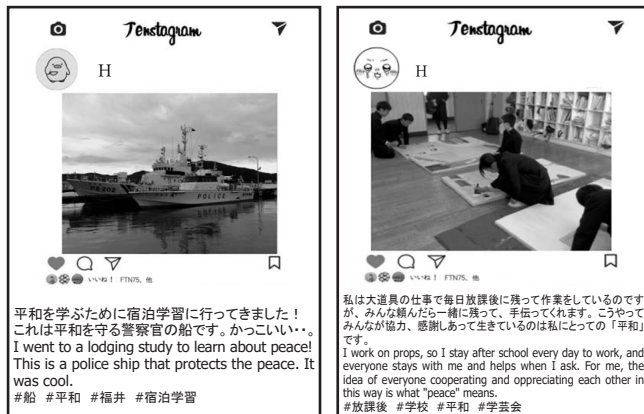 Tenstagram
H
PS 202
POLICE
いいね！ FTN75、他
平和を学ぶために宿泊学習に行ってきました！
これは平和を守る警察官の船です。かっこいい・・。
I went to a lodging study to learn about peace!
This is a police ship that protects the peace. It
was cool.
#船 #平和 #福井 #宿泊学習
Tenstagram
H
いいね！ FTN75、他
私は大道具の仕事で毎日放課後に残って作業をしているのです
が、みんな頼んだら一緒に残って、手伝ってくれます。こうやって
みんなが協力、感謝しあって生きているのは私にとっての「平和」
です。
I work on props, so I stay after school every day to work, and
everyone stays with me and helps when I ask. For me, the
idea of everyone cooperating and oppreciating each other in
this way is what "peace" means.
#放課後 #学校 #平和 #学芸会